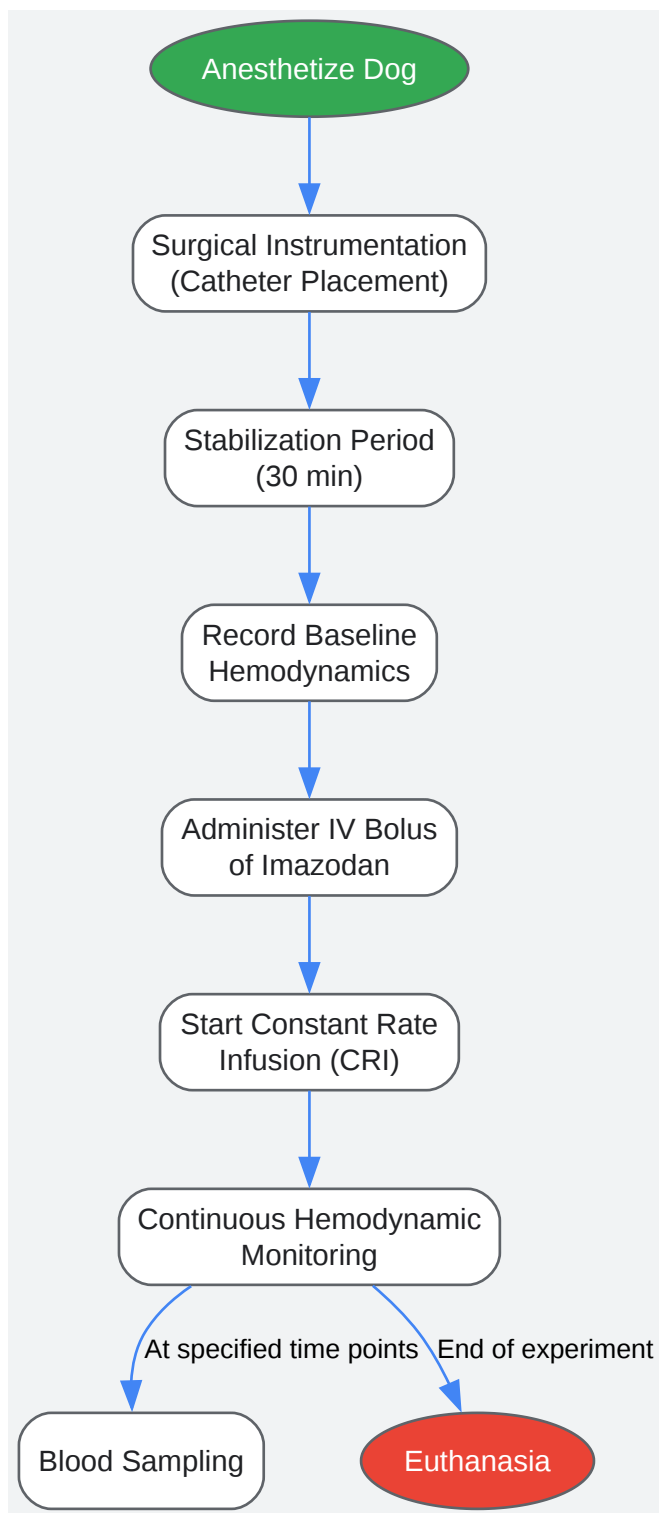 Anesthetize Dog
Surgical Instrumentation
(Catheter Placement)
Stabilization Period
(30 min)
Record Baseline
Hemodynamics
Administer IV Bolus
of Imazodan
Start Constant Rate
Infusion (CRI)
Continuous Hemodynamic
Monitoring
At specified time points
End of experiment
Blood Sampling
Euthanasia